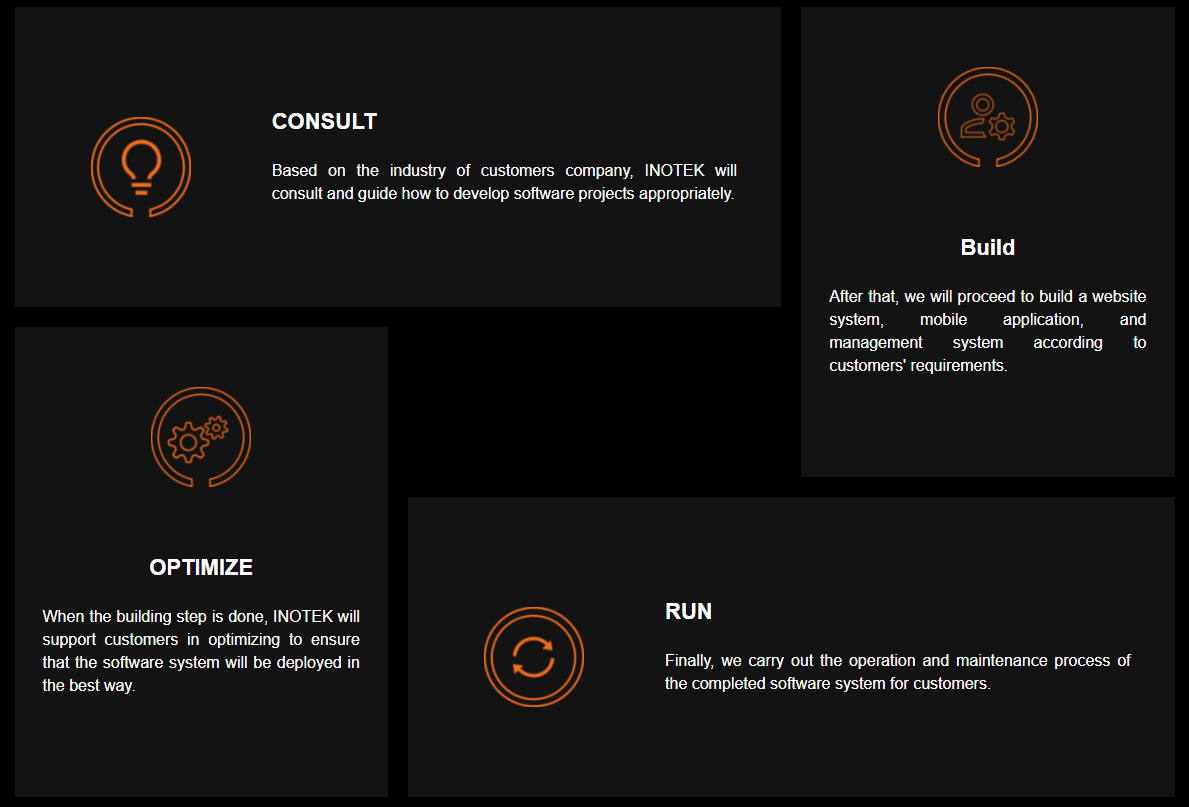 CONSULT
Based on the industry of customers company, INOTEK will
consult and guide how to develop software projects appropriately.
Build
After that, we will proceed to build a website
system, mobile application, and
management system according to
customers' requirements.
OPTIMIZE
When the building step is done, INOTEK will
support customers in optimizing to ensure
that the software system will be deployed in
the best way.
RUN
Finally, we carry out the operation and maintenance process of
the completed software system for customers.